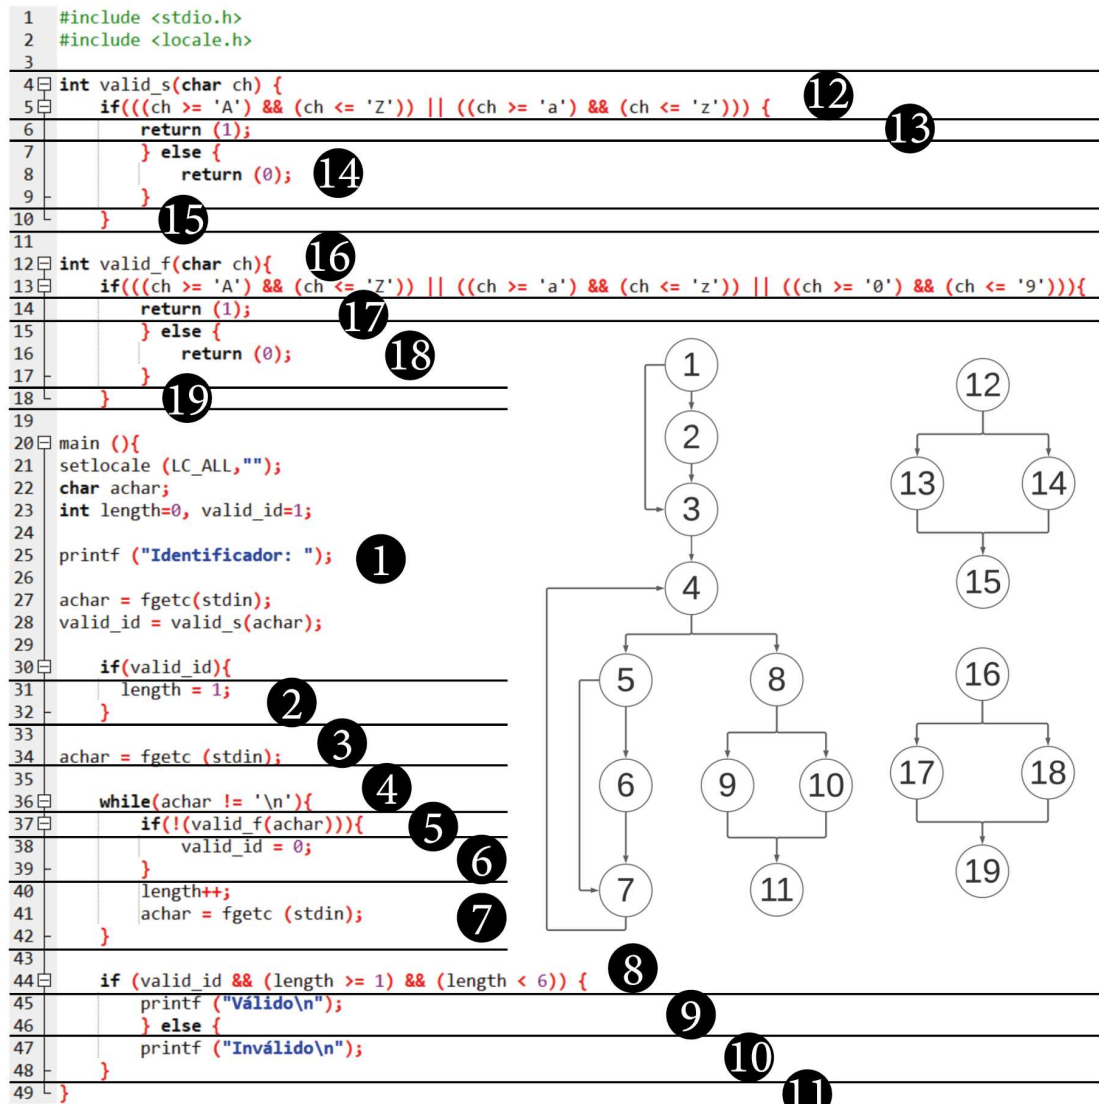 1 #include <stdio.h>
2 #include <locale.h>
3
4 int valid_s(char ch) {
5 if(((ch >= 'A') && (ch <= 'Z')) || ((ch >= 'a') && (ch <= 'z'))) { 12
6 return (1); 13
7 } else {
8 return (0); 14
9 }
10 } 15
11
12 int valid_f(char ch){ 16
13 if(((ch >= 'A') && (ch <= 'Z')) || ((ch >= 'a') && (ch <= 'z')) || ((ch >= '0') && (ch <= '9'))){
14 return (1); 17
15 } else {
16 return (0); 18
17 }
18 } 19
19
20 main (){
21 setlocale (LC_ALL,"");
22 char achar;
23 int length=0, valid_id=1;
24
25 printf ("Identificador: "); 1
26
27 achar = fgetc(stdin);
28 valid_id = valid_s(achar);
29
30 if(valid_id){
31 length = 1; 2
32 }
33 3
34 achar = fgetc (stdin);
35 4
36 while(achar != '\n'){
37 if(!(valid_f(achar))){ 5
38 valid_id = 0; 6
39 }
40 length++;
41 achar = fgetc (stdin); 7
42 }
43
44 if (valid_id && (length >= 1) && (length < 6)) { 8
45 printf ("Válido\n"); 9
46 } else {
47 printf ("Inválido\n"); 10
48 }
49 } 11
1
2
3
4
5 8
6 9 10
7 11
12
13 14
15
16
17 18
19